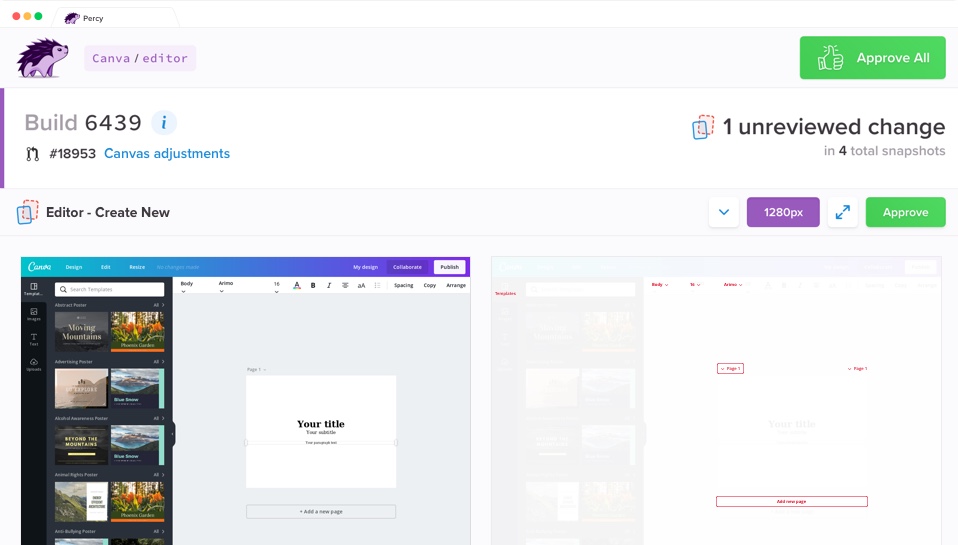 Percy
Canva / editor
Approve All
Build 6439 i
1 unreviewed change
#18953 Canvas adjustments
in 4 total snapshots
Editor - Create New
1280px
Approve
Canva Design Edit Resize No changes made My design Collaborate Publish
Body Arimo 16 A B I aA Spacing Copy Arrange
Templat..
Search Templates
Abstract Poster All
Images
Moving
Mountains
Phoenix Garden
Text
Uploads
Advertising Poster All
EXPLORE
Blue Snow
Alcohol Awareness Poster All
BEYOND THE
MOUNTAINS
Blue Snow
Animal Rights Poster All
Phoenix Garden
Anti-Bullying Poster All
Page 1
Your title
Your subtitle
Your paragraph text
+ Add a new page
Templates
Body 16 Arimo
Page 1
Page 1
Your title
Add new page